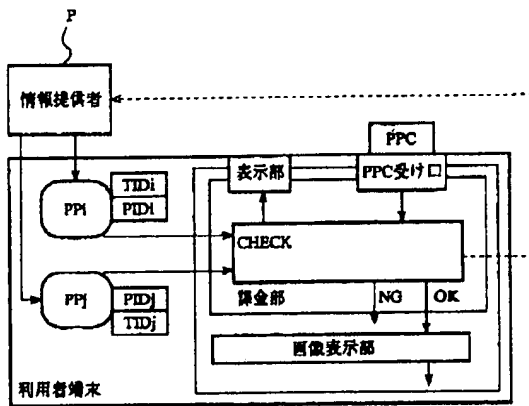 P
情報提供者
PPC
表示部
PPC受け口
TIDi
PPi
PIDi
CHECK
PPj
PIDj
TIDj
課金部
NG
OK
画像表示部
利用者端末